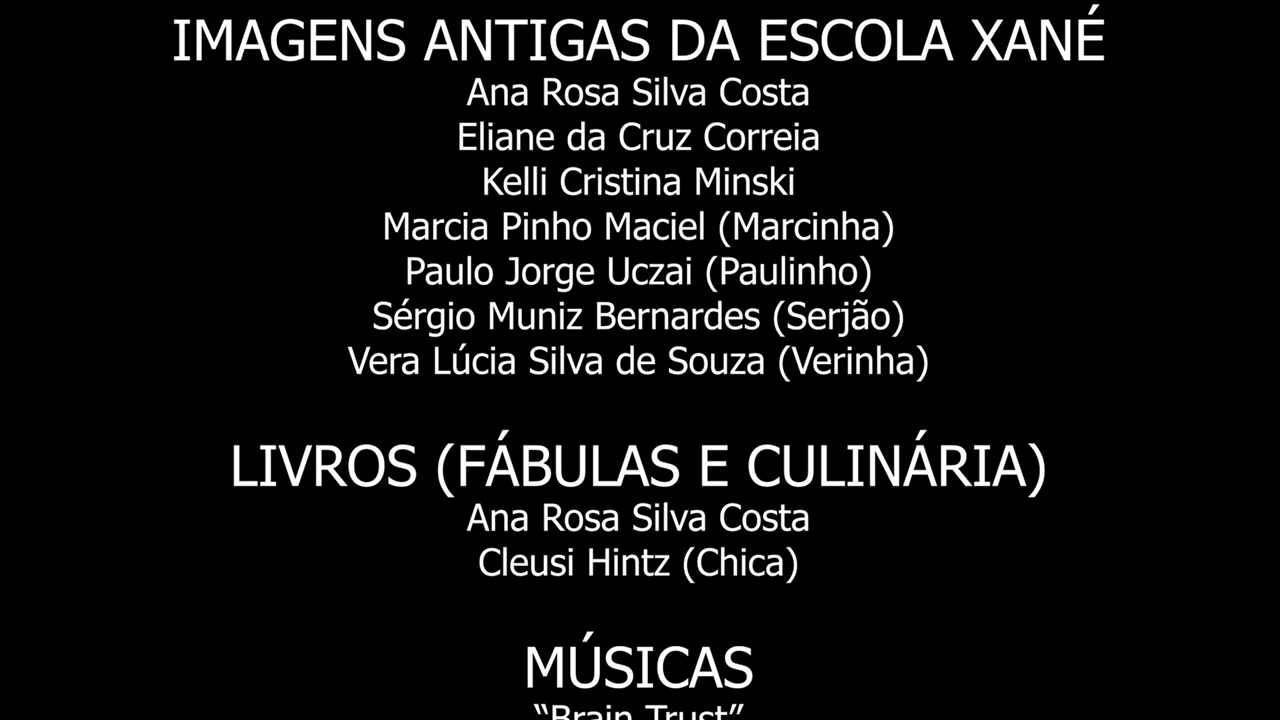 IMAGENS ANTIGAS DA ESCOLA XANÉ
Ana Rosa Silva Costa
Eliane da Cruz Correia
Kelli Cristina Minski
Marcia Pinho Maciel (Marcinha)
Paulo Jorge Uczai (Paulinho)
Sérgio Muniz Bernardes (Serjão)
Vera Lúcia Silva de Souza (Verinha)
LIVROS (FÁBULAS E CULINÁRIA)
Ana Rosa Silva Costa
Cleusi Hintz (Chica)
MÚSICAS
“Brain Trust”